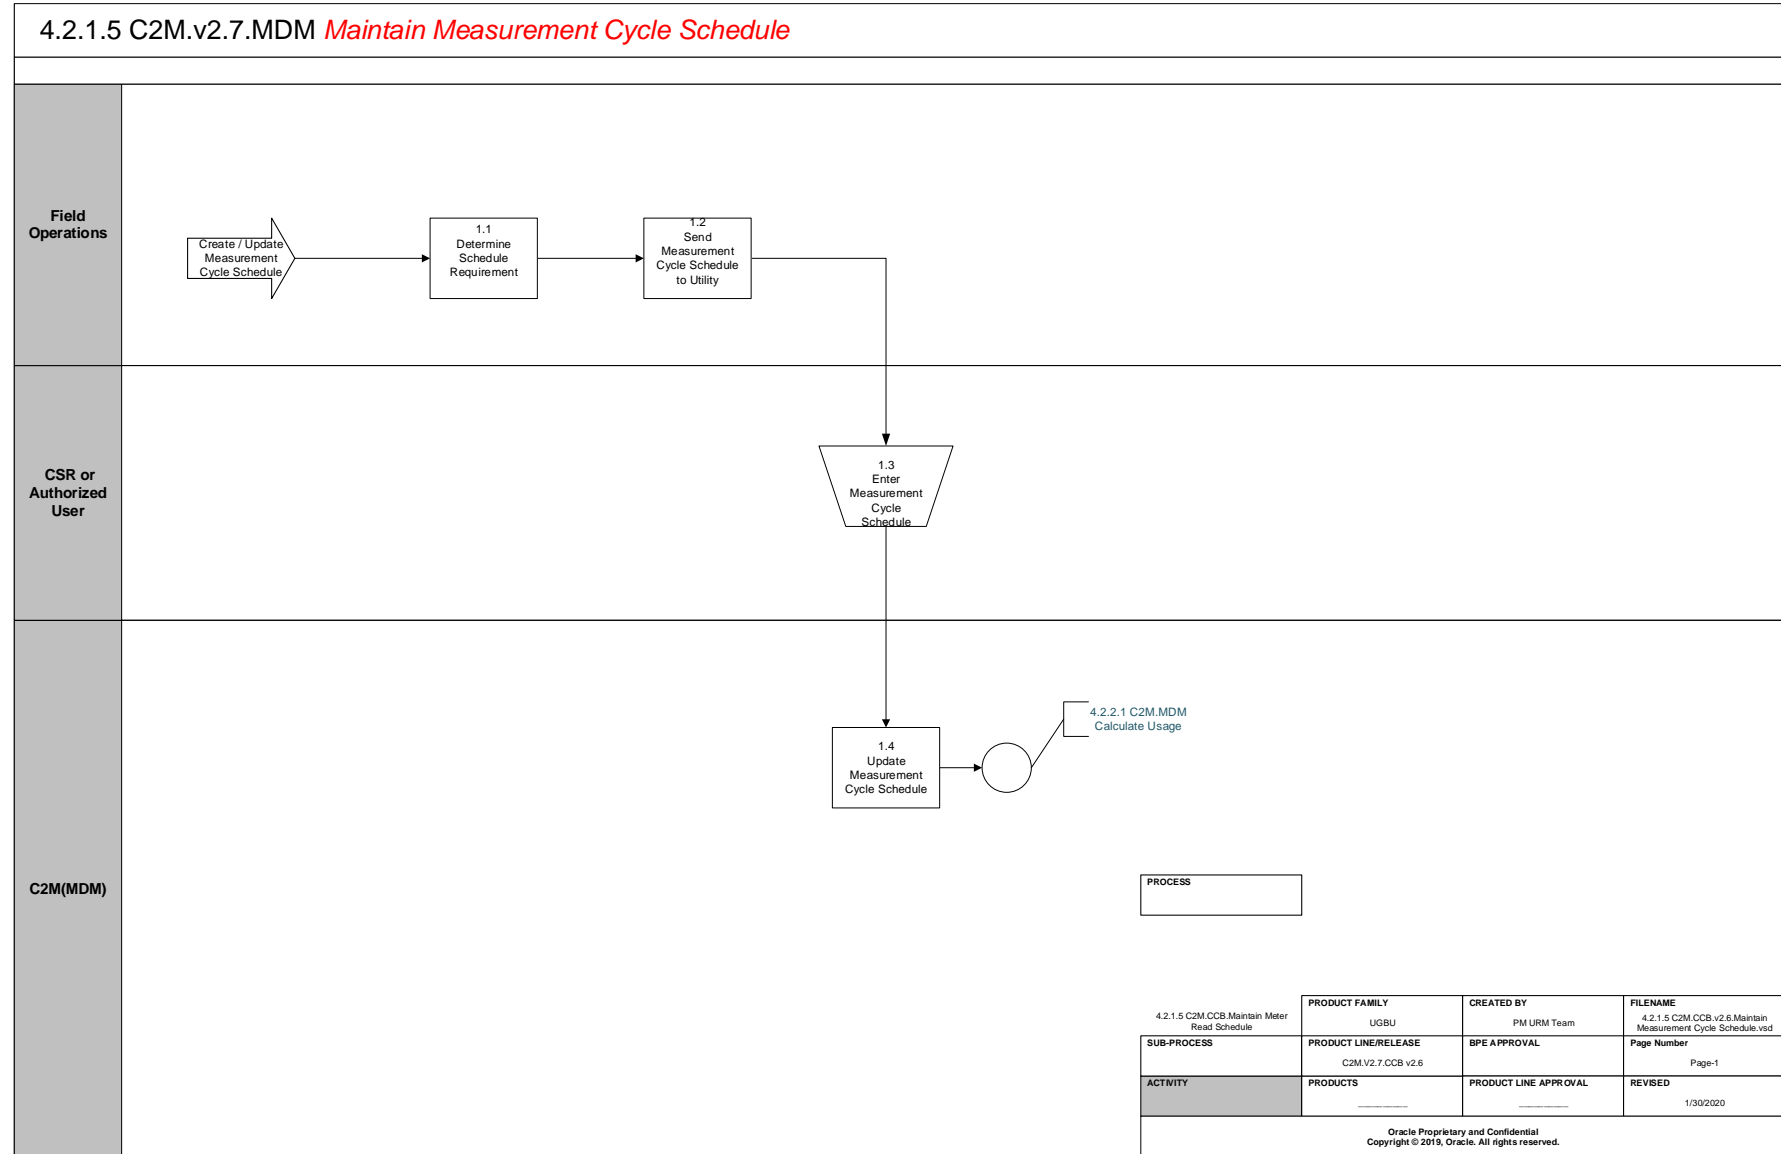 4.2.1.5 C2M.v2.7.MDM Maintain Measurement Cycle Schedule
Field
Operations
Create / Update
Measurement
Cycle Schedule
1.1
Determine
Schedule
Requirement
1.2
Send
Measurement
Cycle Schedule
to Utility
CSR or
Authorized
User
1.3
Enter
Measurement
Cycle
Schedule
C2M(MDM)
1.4
Update
Measurement
Cycle Schedule
4.2.2.1 C2M.MDM
Calculate Usage
PROCESS
4.2.1.5 C2M.CCB.Maintain Meter
Read Schedule
PRODUCT FAMILY
UGBU
CREATED BY
PM URM Team
FILENAME
4.2.1.5 C2M.CCB.v2.6.Maintain
Measurement Cycle Schedule.vsd
SUB-PROCESS
PRODUCT LINE/RELEASE
C2M.V2.7.CCB v2.6
BPE APPROVAL
Page Number
Page-1
ACTIVITY
PRODUCTS
PRODUCT LINE APPROVAL
REVISED
1/30/2020
Oracle Proprietary and Confidential
Copyright © 2019, Oracle. All rights reserved.